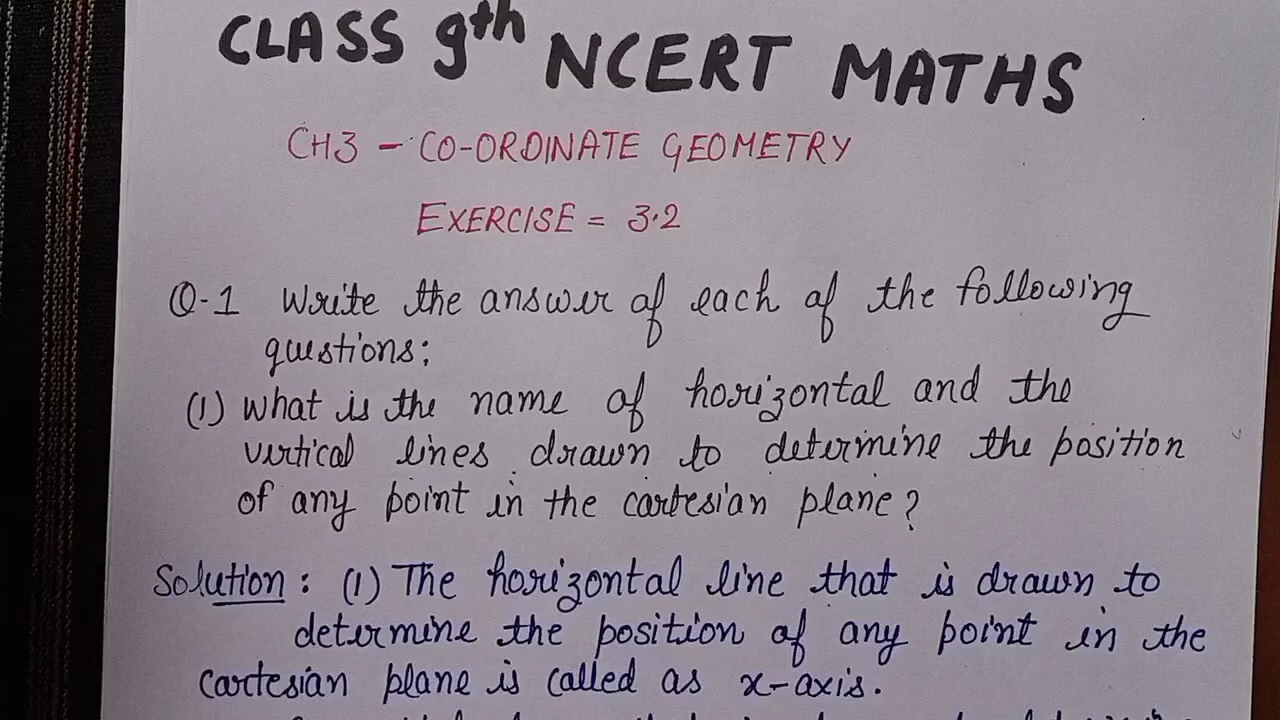 CLASS 9th NCERT MATHS
CH3 - CO-ORDINATE GEOMETRY
EXERCISE = 3.2
Q-1 Write the answer of each of the following
questions;
(1) What is the name of horizontal and the
vertical lines drawn to determine the position
of any point in the cartesian plane?
Solution: (1) The horizontal line that is drawn to
determine the position of any point in the
cartesian plane is called as x-axis.